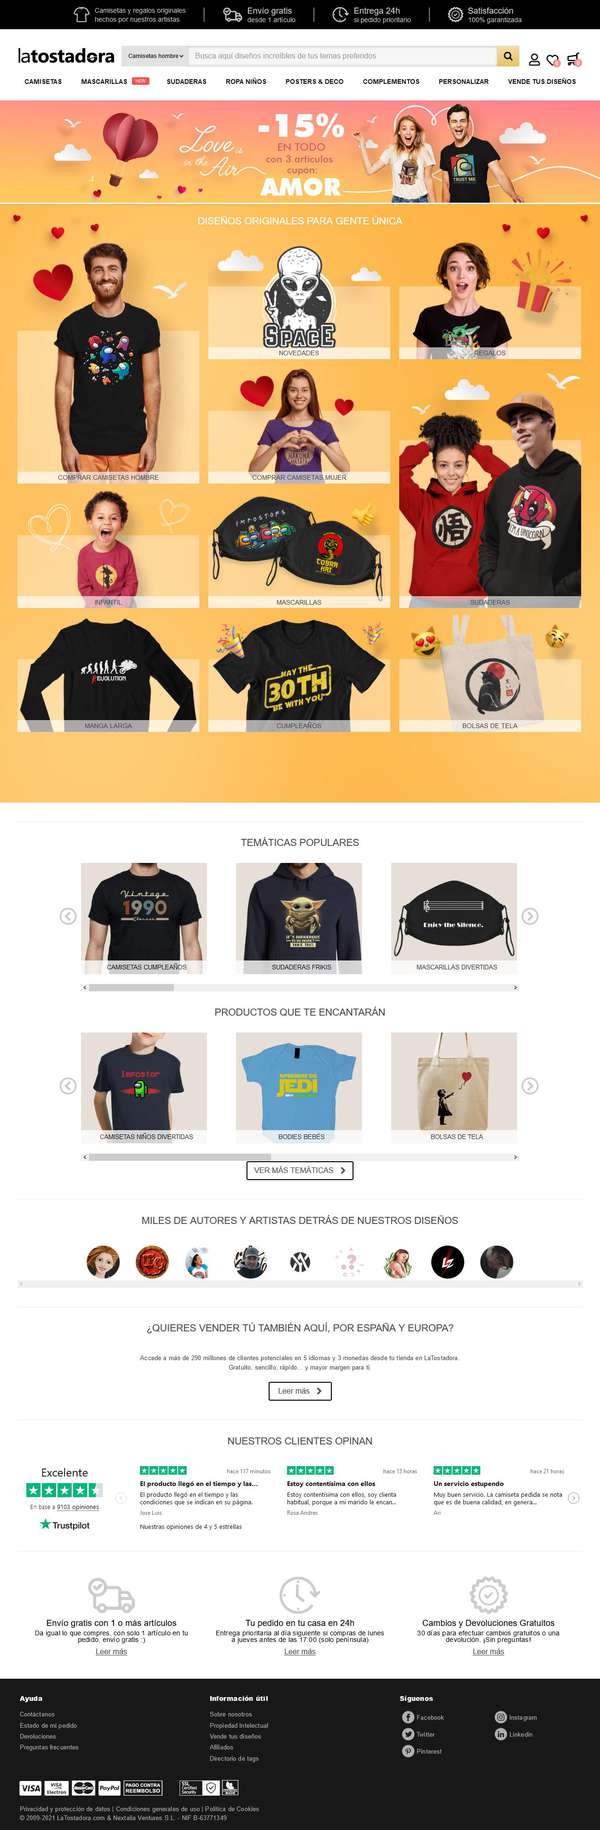 Camisetas y regalos originales
hechos por nuestros artistas
Envío gratis
desde 1 artículo
Entrega 24h
si pedido prioritario
Satisfacción
100% garantizada
latostadora
Camisetas hombre
Busca aquí diseños increíbles de tus temas preferidos
CAMISETAS
MASCARILLAS NEW
SUDADERAS
ROPA NIÑOS
POSTERS & DECO
COMPLEMENTOS
PERSONALIZAR
VENDE TUS DISEÑOS
Love is
in the
Air
-15%
EN TODO
con 3 artículos
cupón:
AMOR
TRUST ME
DISEÑOS ORIGINALES PARA GENTE ÚNICA
SPACE
NOVEDADES
REGALOS
COMPRAR CAMISETAS HOMBRE
COMPRAR CAMISETAS MUJER
悟
I'M A UNICORN
SUDADERAS
INFANTIL
IMPOSTORS
COBRA
KAI
MASCARILLAS
REVOLUTION
MANGA LARGA
MAY THE
30TH
BE WITH YOU
CUMPLEAÑOS
BOLSAS DE TELA
TEMÁTICAS POPULARES
Vintage
1990
Classic
CAMISETAS CUMPLEAÑOS
SUDADERAS FRIKIS
Enjoy the Silence.
MASCARILLAS DIVERTIDAS
PRODUCTOS QUE TE ENCANTARÁN
Impostor
CAMISETAS NIÑOS DIVERTIDAS
JEDI
BODIES BEBÉS
BOLSAS DE TELA
VER MÁS TEMÁTICAS
MILES DE AUTORES Y ARTISTAS DETRÁS DE NUESTROS DISEÑOS
¿QUIERES VENDER TÚ TAMBIÉN AQUÍ, POR ESPAÑA Y EUROPA?
Accede a más de 290 millones de clientes potenciales en 5 idiomas y 3 monedas desde tu tienda en LaTostadora.
Gratuito, sencillo, rápido... y mayor margen para ti.
Leer más
NUESTROS CLIENTES OPINAN
Excelente
En base a 9103 opiniones
Trustpilot
hace 117 minutos
El producto llegó en el tiempo y las...
El producto llegó en el tiempo y las
condiciones que se indican en su página.
Jose Luis
hace 13 horas
Estoy contentísima con ellos
Estoy contentísima con ellos, soy clienta
habitual, porque a mi marido le encan...
Rosa Andres
hace 21 horas
Un servicio estupendo
Muy buen servicio. La camiseta pedida se nota
que es de buena calidad, en genera...
Ari
Nuestras opiniones de 4 y 5 estrellas
Envío gratis con 1 o más artículos
Da igual lo que compres, con solo 1 artículo en tu
pedido, envío gratis :)
Leer más
Tu pedido en tu casa en 24h
Entrega prioritaria al día siguiente si compras de lunes
a jueves antes de las 17:00 (solo península)
Leer más
Cambios y Devoluciones Gratuitos
30 días para efectuar cambios gratuitos o una
devolución. ¡Sin preguntas!
Leer más
Ayuda
Contáctanos
Estado de mi pedido
Devoluciones
Preguntas frecuentes
Información útil
Sobre nosotros
Propiedad Intelectual
Vende tus diseños
Afiliados
Directorio de tags
Síguenos
Facebook
Instagram
Twitter
Linkedin
Pinterest
VISA
VISA Electron
MasterCard
PayPal
PAGO CONTRA REEMBOLSO
SSL
Privacidad y protección de datos | Condiciones generales de uso | Política de Cookies
© 2009-2021 LaTostadora.com & Nextalia Ventures S.L. - NIF B-63771349